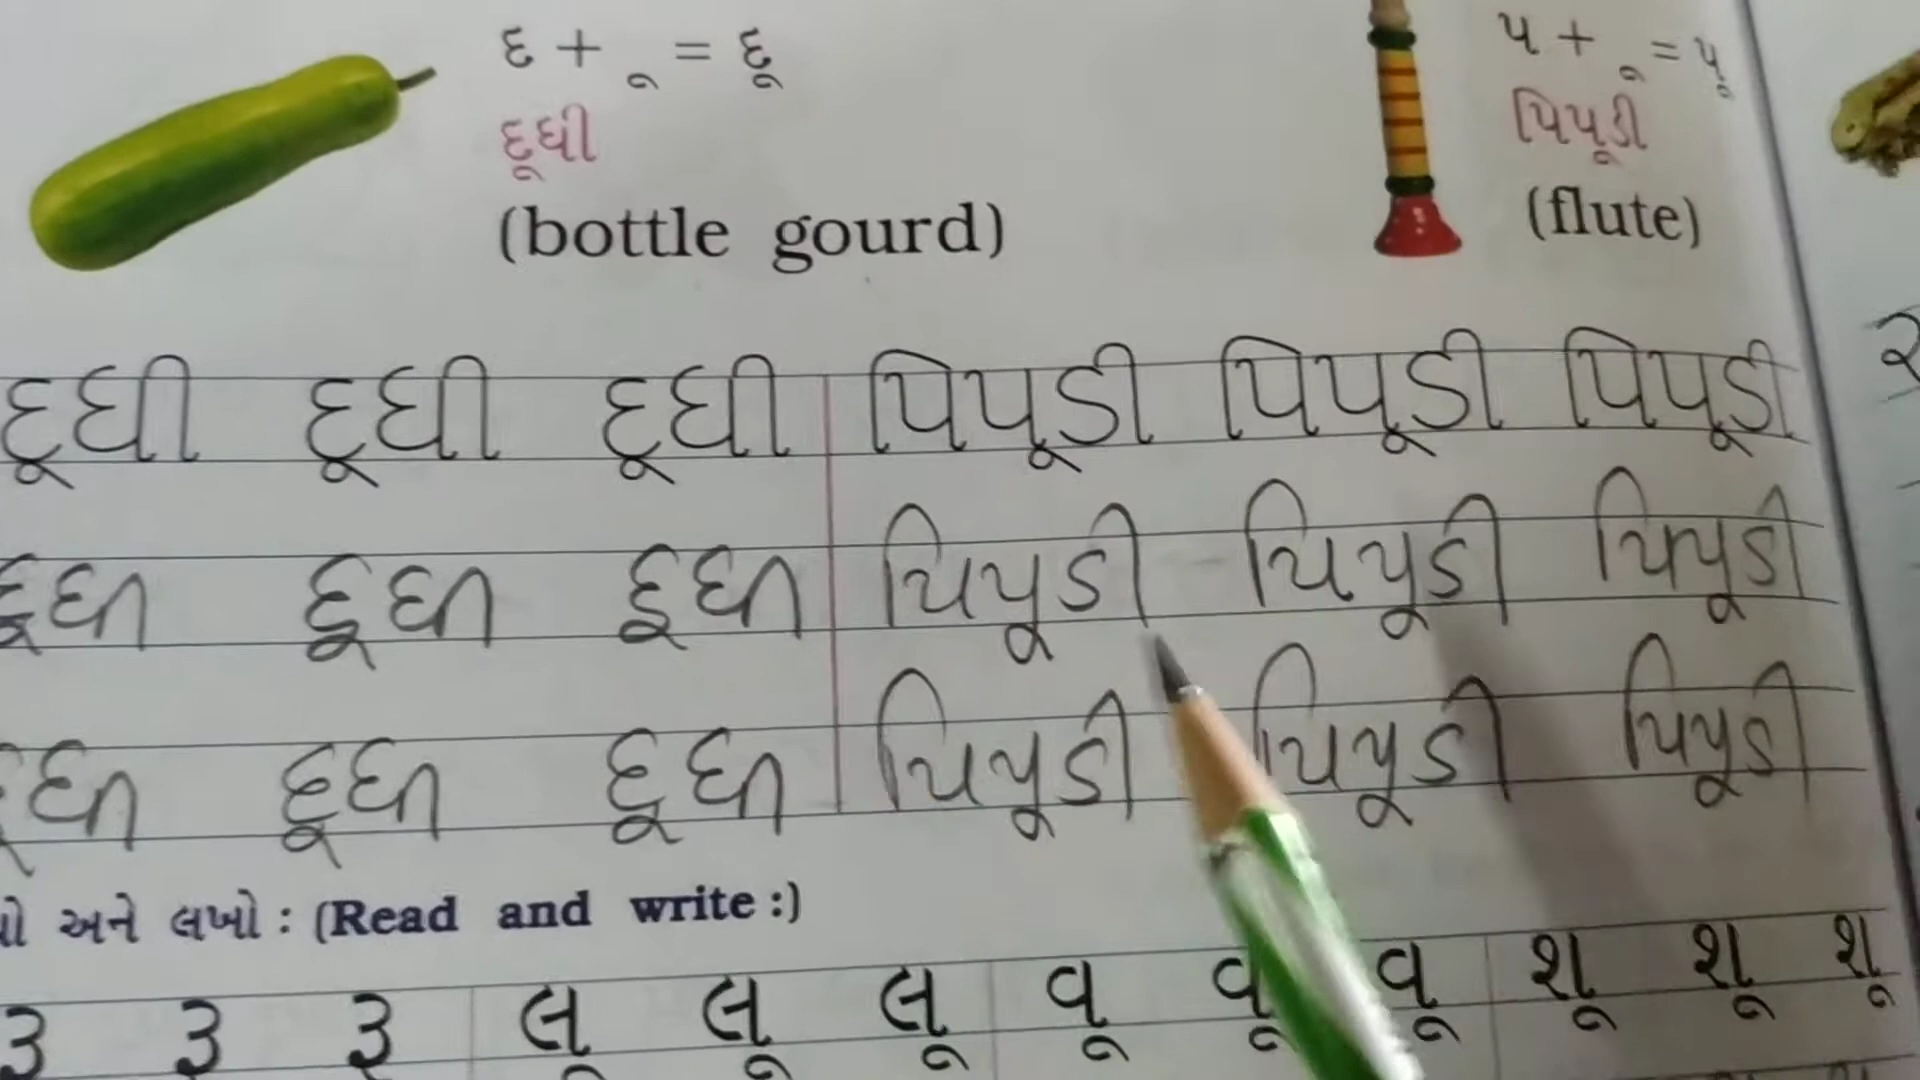 દ + ૂ = દૂ
દૂધી
(bottle gourd)
પ + ૂ = પૂ
પિપૂડી
(flute)
દૂધી દૂધી દૂધી પિપૂડી પિપૂડી પિપૂડી
દૂધી દૂધી દૂધી પિપૂડી પિપૂડી પિપૂડી
દૂધી દૂધી દૂધી પિપૂડી પિપૂડી પિપૂડી
અને લખો : (Read and write :)
રૂ રૂ રૂ લૂ લૂ લૂ વૂ વૂ વૂ શૂ શૂ શૂ